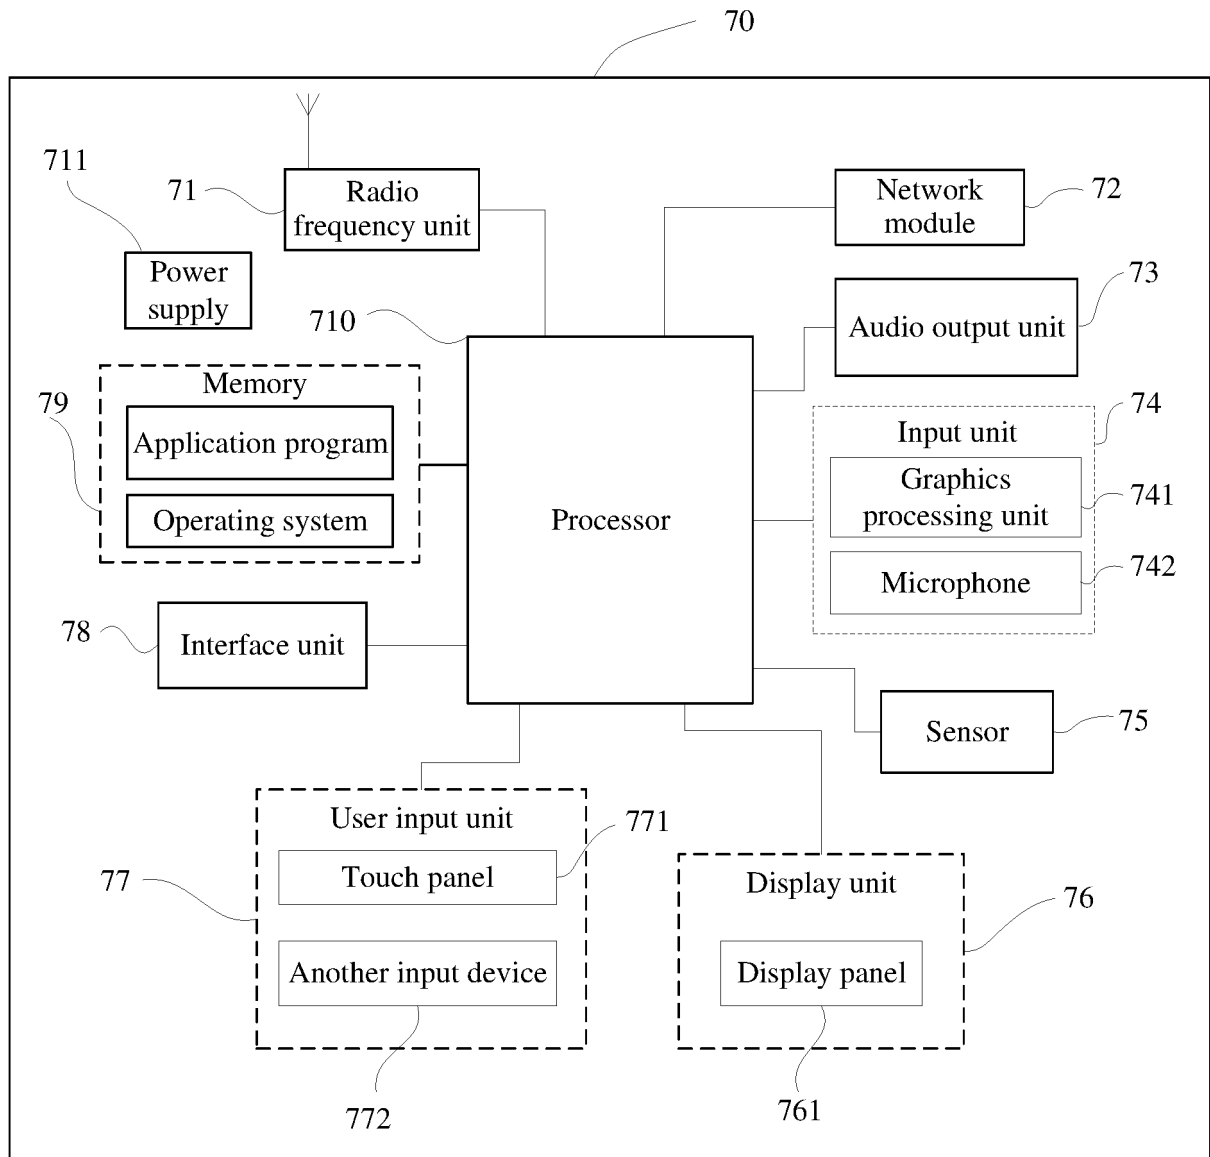 70
711
71
Radio
frequency unit
Network
module
72
Power
supply
73
Audio output unit
710
Memory
79
Application program
Operating system
74
Input unit
Graphics
processing unit
741
Processor
742
Microphone
78
Interface unit
75
Sensor
User input unit
771
77
Touch panel
Display unit
76
Another input device
Display panel
772
761